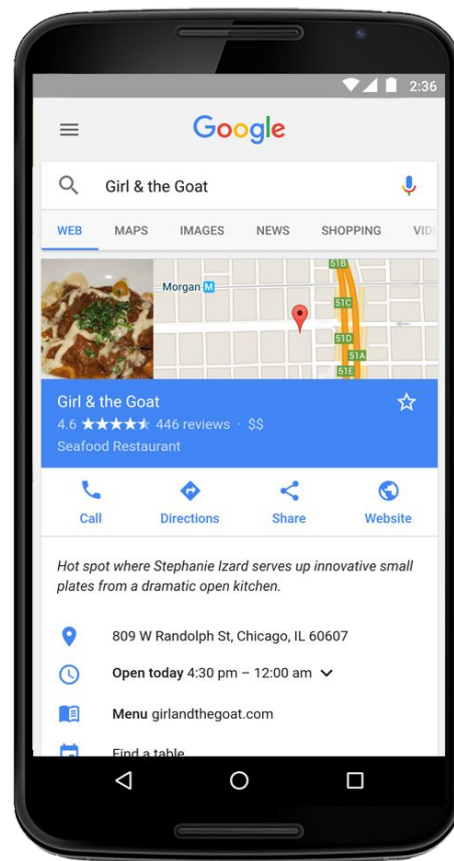 2:36
Google
Girl & the Goat
WEB MAPS IMAGES NEWS SHOPPING VID
Morgan M
51B
51C
51D
51A
51E
Girl & the Goat
4.6 ★★★★★ 446 reviews · $$
Seafood Restaurant
Call Directions Share Website
Hot spot where Stephanie Izard serves up innovative small
plates from a dramatic open kitchen.
809 W Randolph St, Chicago, IL 60607
Open today 4:30 pm – 12:00 am
Menu girlandthegoat.com
Find a table